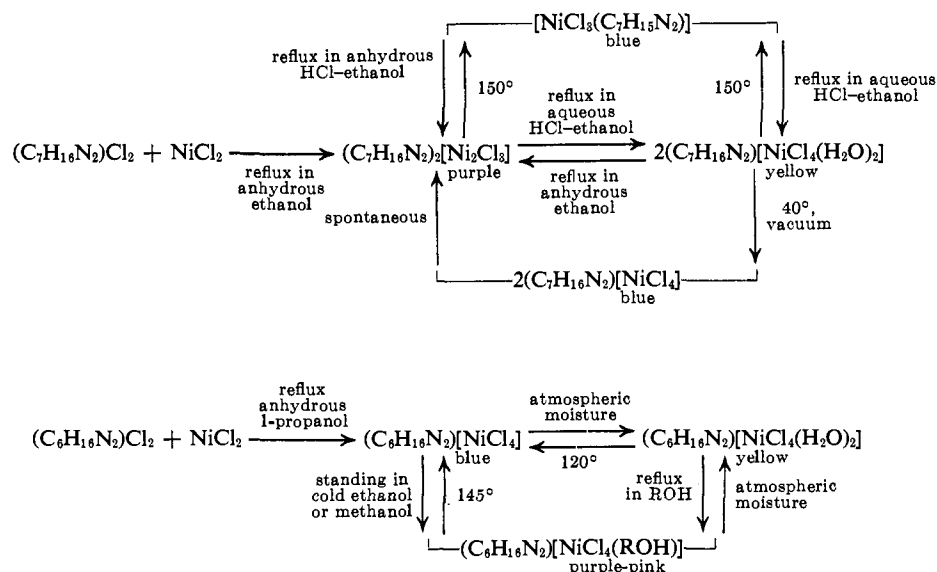 [NiCl₃(C₇H₁₅N₂)]
blue
reflux in anhydrous
HCl–ethanol
150°
reflux in
aqueous
HCl–ethanol
150°
reflux in aqueous
HCl–ethanol
(C₇H₁₆N₂)Cl₂ + NiCl₂
reflux in
anhydrous
ethanol
(C₇H₁₆N₂)₂[Ni₂Cl₈]
purple
reflux in
anhydrous
ethanol
2(C₇H₁₆N₂)[NiCl₄(H₂O)₂]
yellow
spontaneous
40°,
vacuum
2(C₇H₁₆N₂)[NiCl₄]
blue
reflux
anhydrous
1-propanol
atmospheric
moisture
(C₆H₁₆N₂)Cl₂ + NiCl₂
(C₆H₁₆N₂)[NiCl₄]
blue
120°
(C₆H₁₆N₂)[NiCl₄(H₂O)₂]
yellow
standing in
cold ethanol
or methanol
145°
reflux
in ROH
atmospheric
moisture
(C₆H₁₆N₂)[NiCl₄(ROH)]
purple-pink